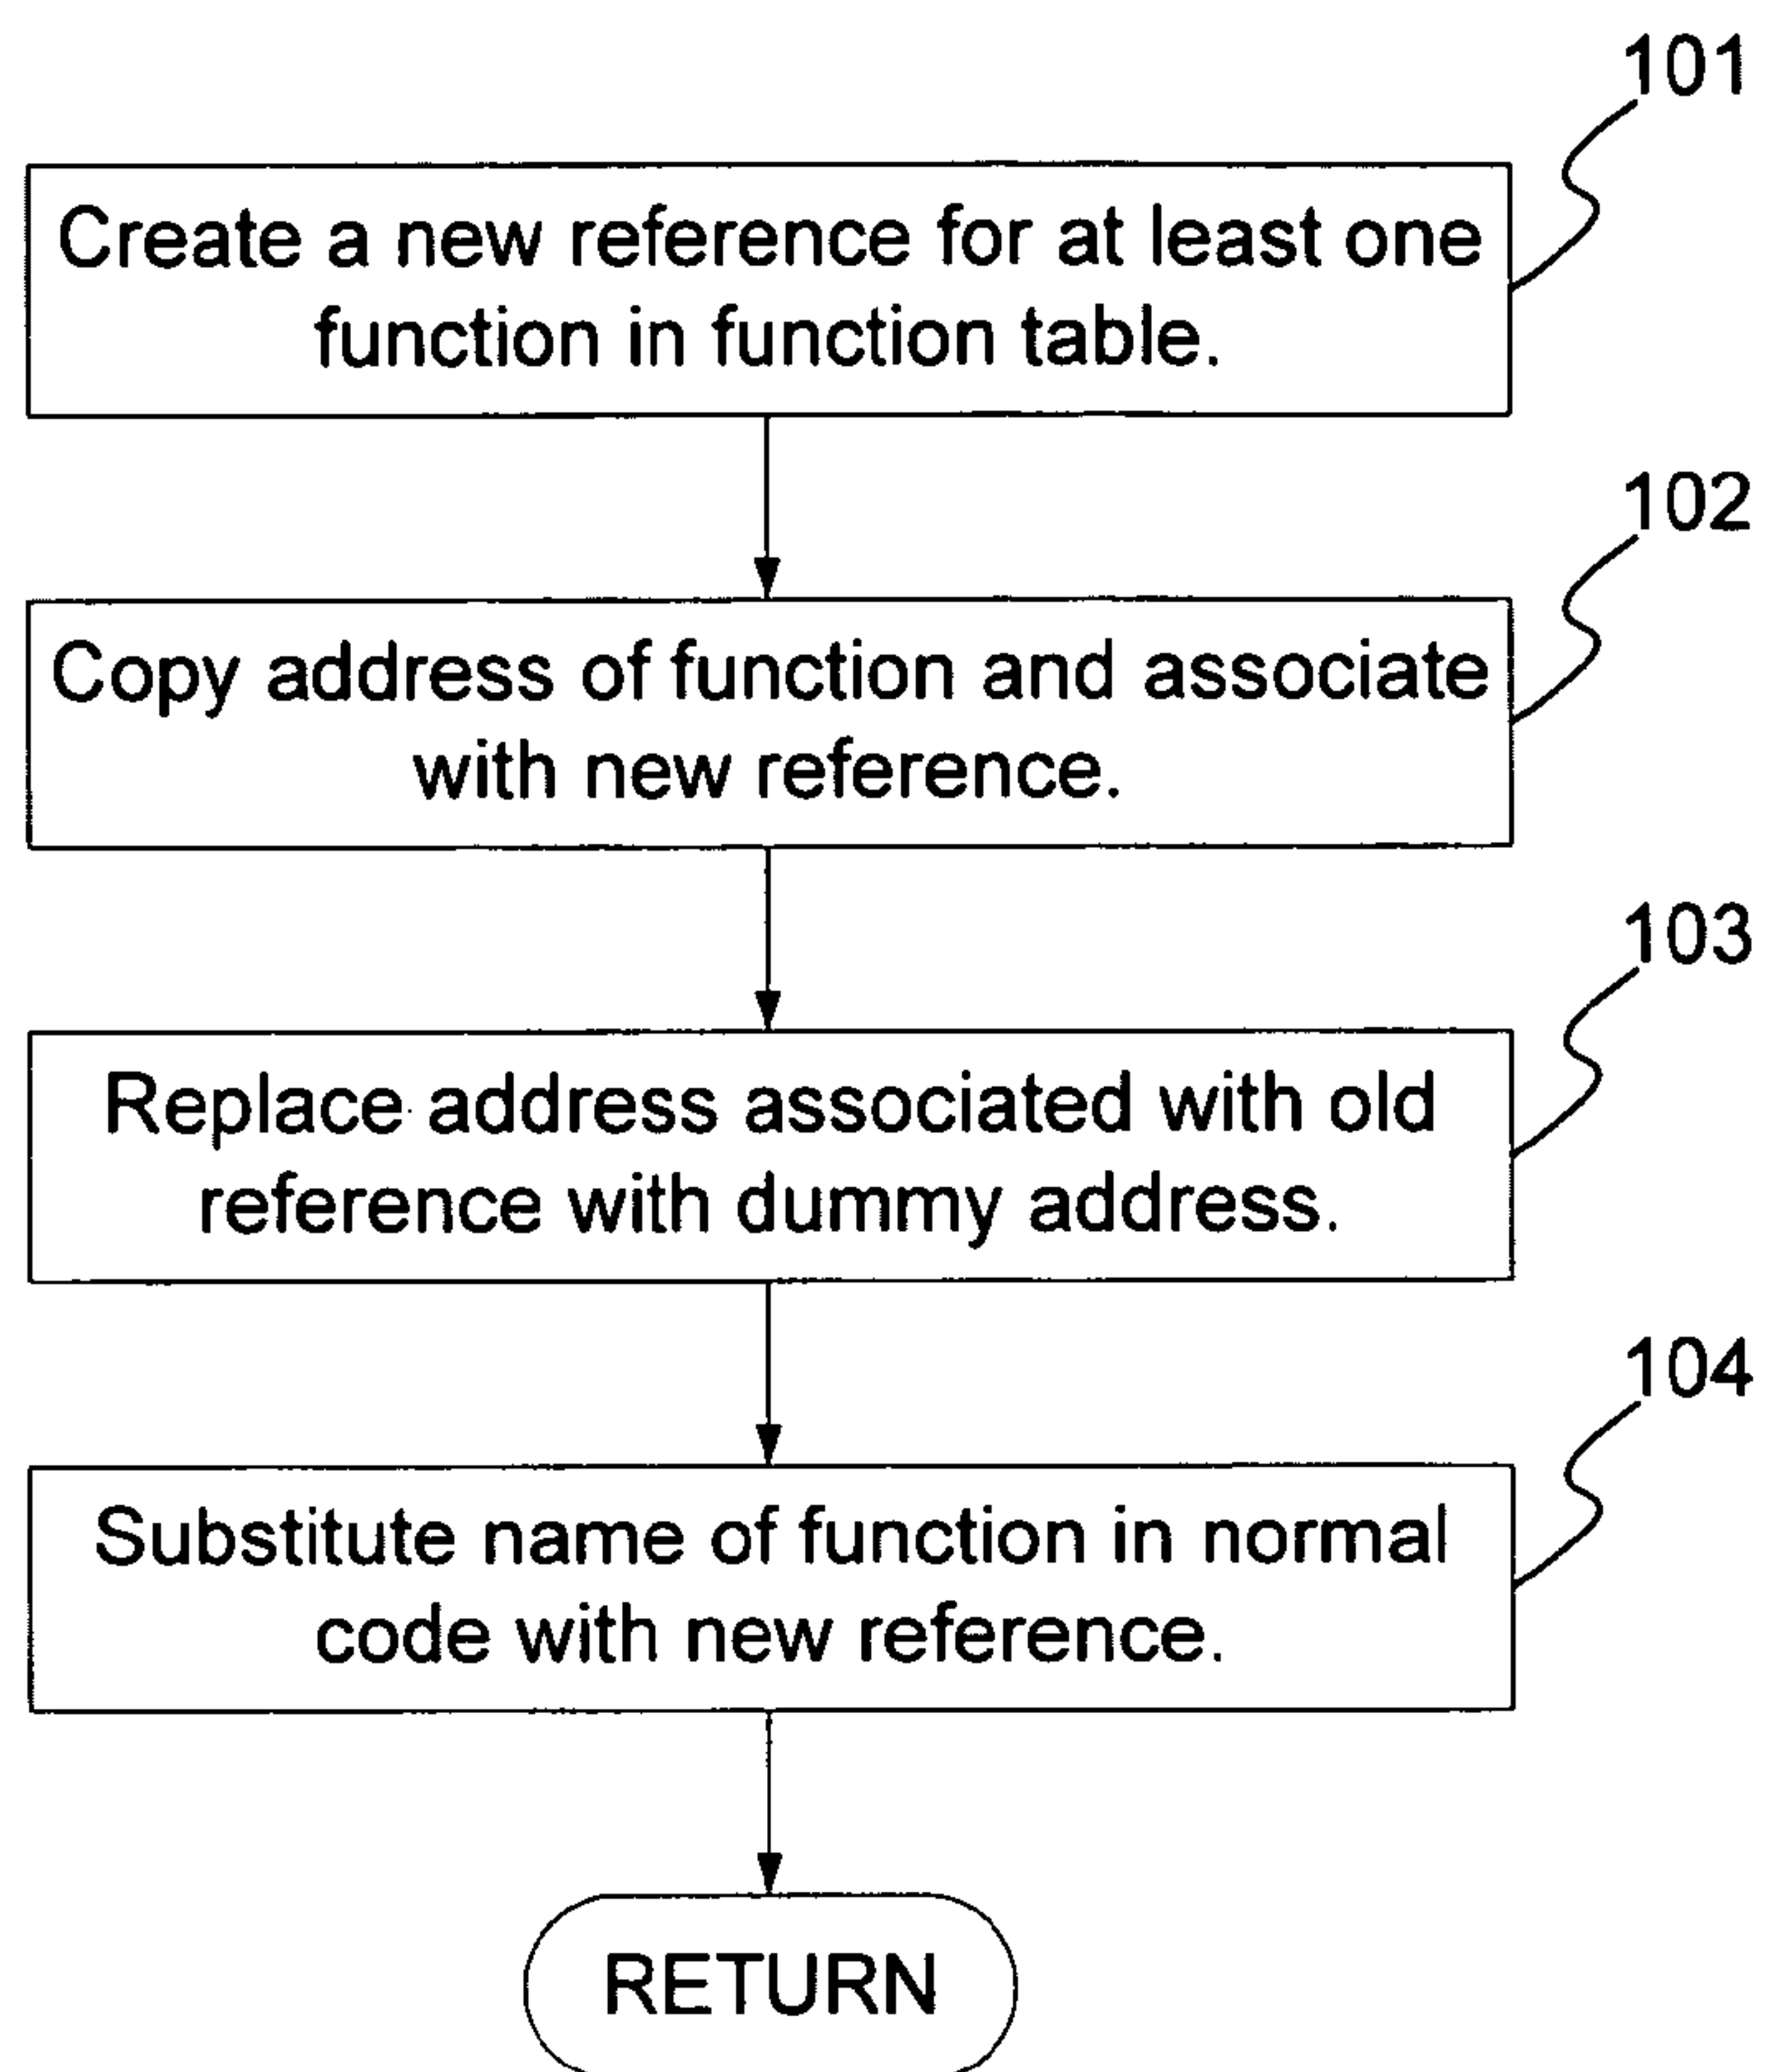 101
Create a new reference for at least one
function in function table.
102
Copy address of function and associate
with new reference.
103
Replace address associated with old
reference with dummy address.
104
Substitute name of function in normal
code with new reference.
RETURN